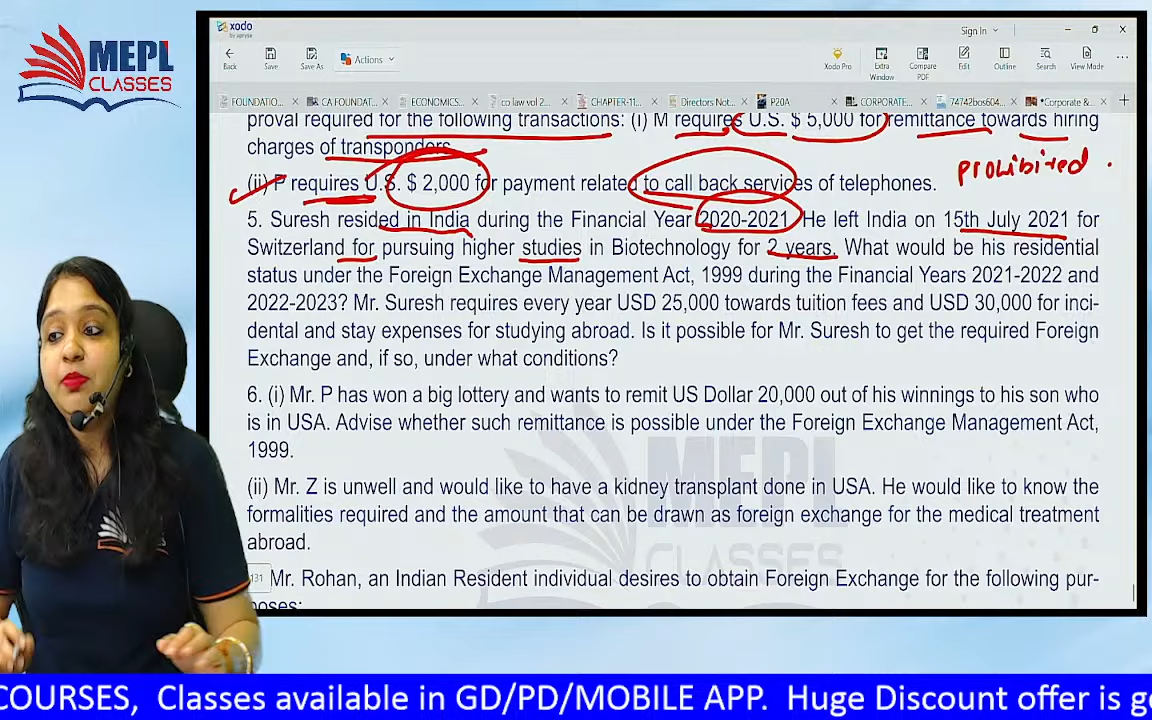 MEPL
CLASSES
xodo
by apryse
Sign In
Back
Save
Save As
Actions
Xodo Pro
Extra Window
Compare PDF
Edit
Outline
Search
View Mode
FOUNDATIO... × CA FOUNDAT... × ECONOMICS... × co law vol 2... × CHAPTER-11... × Directors Not... × P20A × CORPORATE... × 74742bos604... × *Corporate &... ×
proval required for the following transactions: (i) M requires U.S. $ 5,000 for remittance towards hiring
charges of transponders
prohibited .
(ii) P requires U.S. $ 2,000 for payment related to call back services of telephones.
5. Suresh resided in India during the Financial Year 2020-2021. He left India on 15th July 2021 for
Switzerland for pursuing higher studies in Biotechnology for 2 years. What would be his residential
status under the Foreign Exchange Management Act, 1999 during the Financial Years 2021-2022 and
2022-2023? Mr. Suresh requires every year USD 25,000 towards tuition fees and USD 30,000 for inci-
dental and stay expenses for studying abroad. Is it possible for Mr. Suresh to get the required Foreign
Exchange and, if so, under what conditions?
6. (i) Mr. P has won a big lottery and wants to remit US Dollar 20,000 out of his winnings to his son who
is in USA. Advise whether such remittance is possible under the Foreign Exchange Management Act,
1999.
(ii) Mr. Z is unwell and would like to have a kidney transplant done in USA. He would like to know the
formalities required and the amount that can be drawn as foreign exchange for the medical treatment
abroad.
131
Mr. Rohan, an Indian Resident individual desires to obtain Foreign Exchange for the following pur-
poses:
MEPL
CLASSES
COURSES, Classes available in GD/PD/MOBILE APP. Huge Discount offer is go